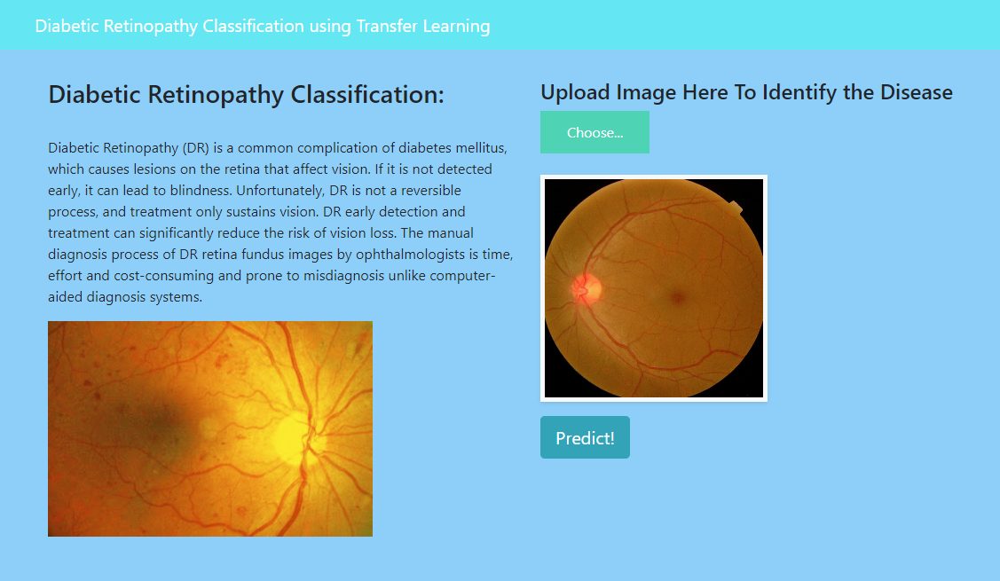 Diabetic Retinopathy Classification using Transfer Learning
Diabetic Retinopathy Classification:
Diabetic Retinopathy (DR) is a common complication of diabetes mellitus,
which causes lesions on the retina that affect vision. If it is not detected
early, it can lead to blindness. Unfortunately, DR is not a reversible
process, and treatment only sustains vision. DR early detection and
treatment can significantly reduce the risk of vision loss. The manual
diagnosis process of DR retina fundus images by ophthalmologists is time,
effort and cost-consuming and prone to misdiagnosis unlike computer-
aided diagnosis systems.
Upload Image Here To Identify the Disease
Choose...
Predict!